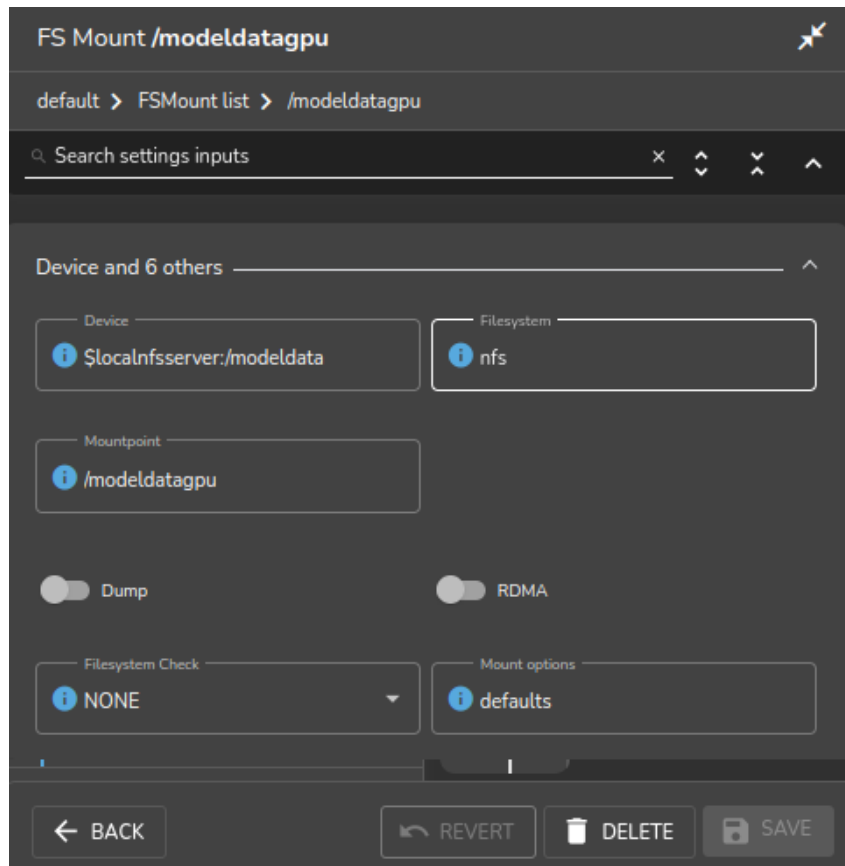 FS Mount /modeldatagpu
default > FSMount list > /modeldatagpu
Search settings inputs
Device and 6 others
Device
$localnfsserver:/modeldata
Filesystem
nfs
Mountpoint
/modeldatagpu
Dump
RDMA
Filesystem Check
NONE
Mount options
defaults
BACK
REVERT
DELETE
SAVE